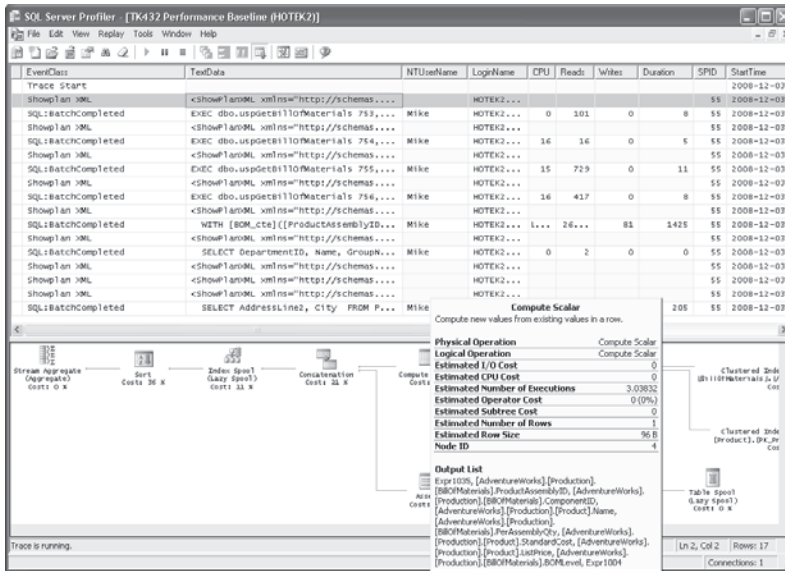 SQL Server Profiler - [TK432 Performance Baseline (HOTEK2)]
File Edit View Replay Tools Window Help
EventClass TextData NTUserName LoginName CPU Reads Writes Duration SPID StartTime
Trace Start 2008-12-03
Showplan XML <ShowPlanXML xmlns="http://schemas.... HOTEK2... 55 2008-12-03
SQL:BatchCompleted EXEC dbo.uspGetBillOfMaterials 753,... Mike HOTEK2... 0 101 0 8 55 2008-12-03
Showplan XML <ShowPlanXML xmlns="http://schemas.... HOTEK2... 55 2008-12-03
SQL:BatchCompleted EXEC dbo.uspGetBillOfMaterials 754,... Mike HOTEK2... 16 16 0 5 55 2008-12-03
Showplan XML <ShowPlanXML xmlns="http://schemas.... HOTEK2... 55 2008-12-03
SQL:BatchCompleted EXEC dbo.uspGetBillOfMaterials 755,... Mike HOTEK2... 15 729 0 11 55 2008-12-03
Showplan XML <ShowPlanXML xmlns="http://schemas.... HOTEK2... 55 2008-12-03
SQL:BatchCompleted EXEC dbo.uspGetBillOfMaterials 756,... Mike HOTEK2... 16 417 0 8 55 2008-12-03
Showplan XML <ShowPlanXML xmlns="http://schemas.... HOTEK2... 55 2008-12-03
SQL:BatchCompleted WITH [BOM_cte]([ProductAssemblyID... Mike HOTEK2... 1... 26... 81 1425 55 2008-12-03
Showplan XML <ShowPlanXML xmlns="http://schemas.... HOTEK2... 55 2008-12-03
SQL:BatchCompleted SELECT DepartmentID, Name, GroupN... Mike HOTEK2... 0 2 0 0 55 2008-12-03
Showplan XML <ShowPlanXML xmlns="http://schemas.... HOTEK2... 55 2008-12-03
Showplan XML <ShowPlanXML xmlns="http://schemas.... HOTEK2... 55 2008-12-03
SQL:BatchCompleted SELECT AddressLine2, City FROM P... Mike 205 55 2008-12-03
Compute Scalar
Compute new values from existing values in a row.
Physical Operation Compute Scalar
Logical Operation Compute Scalar
Estimated I/O Cost 0
Estimated CPU Cost 0
Estimated Number of Executions 3.03832
Estimated Operator Cost 0 (0%)
Estimated Subtree Cost 0
Estimated Number of Rows 1
Estimated Row Size 96 B
Node ID 4
Output List
Expr1035, [AdventureWorks].[Production].
[BillOfMaterials].ProductAssemblyID, [AdventureWorks].
[Production].[BillOfMaterials].ComponentID,
[AdventureWorks].[Production].[Product].Name,
[AdventureWorks].[Production].
[BillOfMaterials].PerAssemblyQty, [AdventureWorks].
[Production].[Product].StandardCost, [AdventureWorks].
[Production].[Product].ListPrice, [AdventureWorks].
[Production].[BillOfMaterials].BOMLevel, Expr1004
Stream Aggregate
(Aggregate)
Cost: 0 %
Sort
Cost: 36 %
Index Spool
(Lazy Spool)
Cost: 11 %
Concatenation
Cost: 21 %
Compute
Cost:
Clustered Inde
Cos
Clustered Inde
[Product].[PK_Pr
Cos
Asse
Cost:
Table Spool
(Lazy Spool)
Cost: 0 %
Trace is running.
Ln 2, Col 2 Rows: 17
Connections: 1